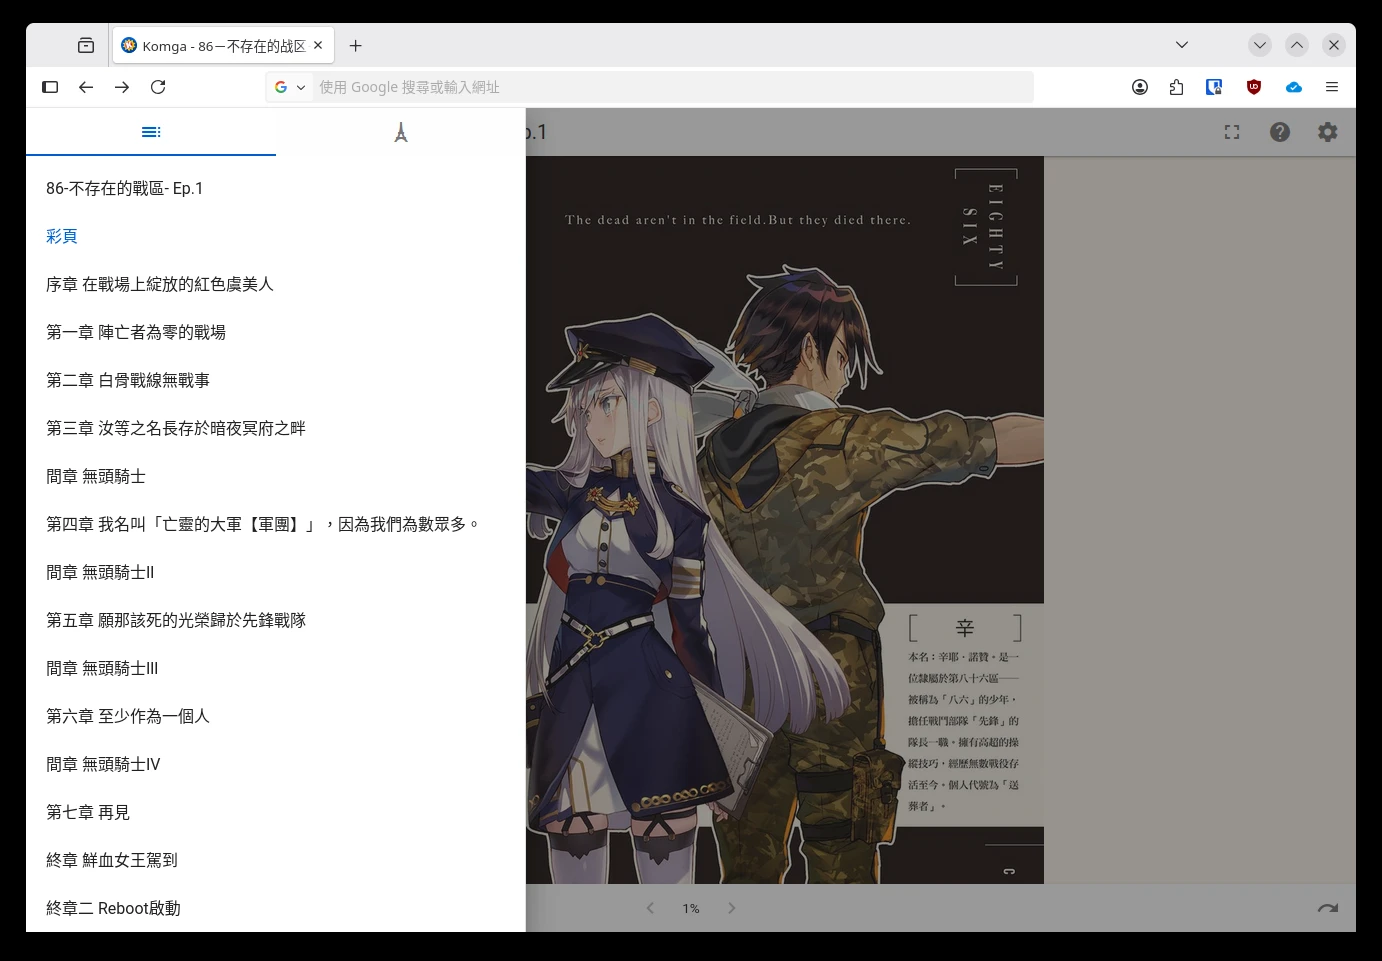 Komga - 86－不存在的战区
使用 Google 搜尋或輸入網址
p.1
86-不存在的戰區- Ep.1
彩頁
序章 在戰場上綻放的紅色虞美人
第一章 陣亡者為零的戰場
第二章 白骨戰線無戰事
第三章 汝等之名長存於暗夜冥府之畔
間章 無頭騎士
第四章 我名叫「亡靈的大軍【軍團】」，因為我們為數眾多。
間章 無頭騎士II
第五章 願那該死的光榮歸於先鋒戰隊
間章 無頭騎士III
第六章 至少作為一個人
間章 無頭騎士IV
第七章 再見
終章 鮮血女王駕到
終章二 Reboot啟動
The dead aren't in the field.But they died there.
EIGHTY
SIX
辛
本名：辛耶・諾贊。是一
位隸屬於第八十六區——
被稱為「八六」的少年，
擔任戰鬥部隊「先鋒」的
隊長一職。擁有高超的操
縱技巧，經歷無數戰役存
活至今。個人代號為「送
葬者」。
C
1%